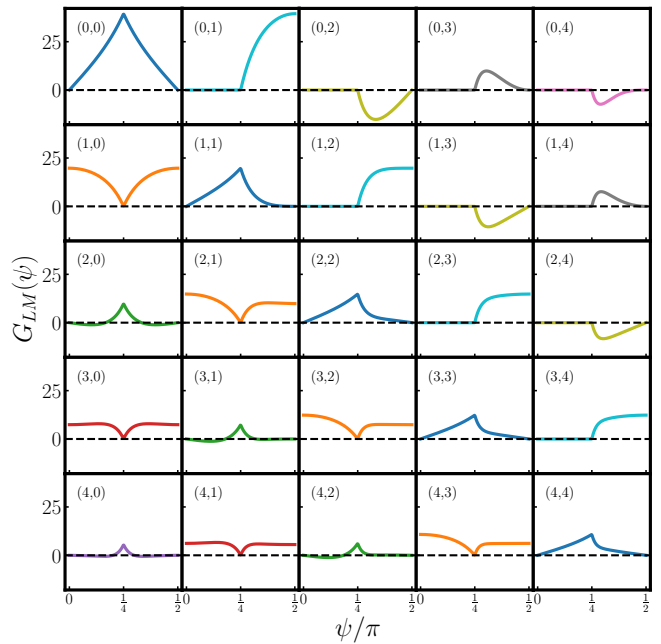 (0,0) (0,1) (0,2) (0,3) (0,4)
25
0
(1,0) (1,1) (1,2) (1,3) (1,4)
25
0
(2,0) (2,1) (2,2) (2,3) (2,4)
25
0
(3,0) (3,1) (3,2) (3,3) (3,4)
25
0
(4,0) (4,1) (4,2) (4,3) (4,4)
25
0
0 1/4 1/2 0 1/4 1/2 0 1/4 1/2 0 1/4 1/2 0 1/4 1/2
ψ/π
G_{LM}(ψ)